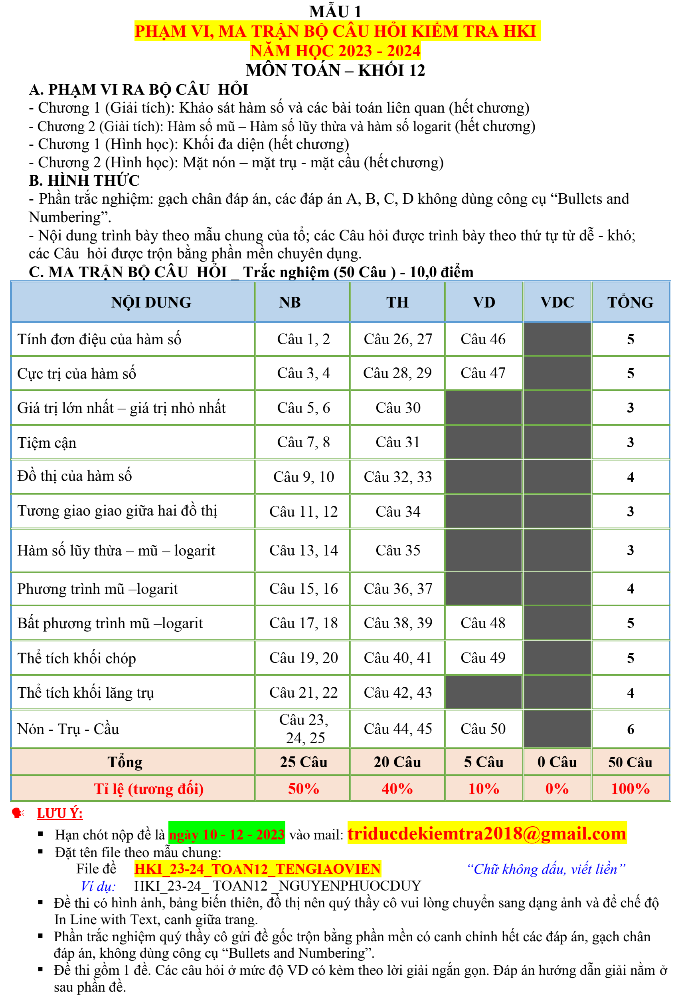 MẪU 1
PHẠM VI, MA TRẬN BỘ CÂU HỎI KIỂM TRA HKI
NĂM HỌC 2023 - 2024
MÔN TOÁN – KHỐI 12
A. PHẠM VI RA BỘ CÂU HỎI
- Chương 1 (Giải tích): Khảo sát hàm số và các bài toán liên quan (hết chương)
- Chương 2 (Giải tích): Hàm số mũ – Hàm số lũy thừa và hàm số logarit (hết chương)
- Chương 1 (Hình học): Khối đa diện (hết chương)
- Chương 2 (Hình học): Mặt nón – mặt trụ - mặt cầu (hết chương)
B. HÌNH THỨC
- Phần trắc nghiệm: gạch chân đáp án, các đáp án A, B, C, D không dùng công cụ “Bullets and
Numbering”.
- Nội dung trình bày theo mẫu chung của tổ; các Câu hỏi được trình bày theo thứ tự từ dễ - khó;
các Câu hỏi được trộn bằng phần mền chuyên dụng.
C. MA TRẬN BỘ CÂU HỎI _ Trắc nghiệm (50 Câu ) - 10,0 điểm
NỘI DUNG NB TH VD VDC TỔNG
Tính đơn điệu của hàm số Câu 1, 2 Câu 26, 27 Câu 46 5
Cực trị của hàm số Câu 3, 4 Câu 28, 29 Câu 47 5
Giá trị lớn nhất – giá trị nhỏ nhất Câu 5, 6 Câu 30 3
Tiệm cận Câu 7, 8 Câu 31 3
Đồ thị của hàm số Câu 9, 10 Câu 32, 33 4
Tương giao giao giữa hai đồ thị Câu 11, 12 Câu 34 3
Hàm số lũy thừa – mũ – logarit Câu 13, 14 Câu 35 3
Phương trình mũ –logarit Câu 15, 16 Câu 36, 37 4
Bất phương trình mũ –logarit Câu 17, 18 Câu 38, 39 Câu 48 5
Thể tích khối chóp Câu 19, 20 Câu 40, 41 Câu 49 5
Thể tích khối lăng trụ Câu 21, 22 Câu 42, 43 4
Nón - Trụ - Cầu Câu 23, 24, 25 Câu 44, 45 Câu 50 6
Tổng 25 Câu 20 Câu 5 Câu 0 Câu 50 Câu
Tỉ lệ (tương đối) 50% 40% 10% 0% 100%
LƯU Ý:
▪ Hạn chót nộp đề là ngày 10 - 12 - 2023 vào mail: triducdekiemtra2018@gmail.com
▪ Đặt tên file theo mẫu chung:
File đề HKI_23-24_TOAN12_TENGIAOVIEN “Chữ không dấu, viết liền”
Ví dụ: HKI_23-24_ TOAN12 _NGUYENPHUOCDUY
▪ Đề thi có hình ảnh, bảng biến thiên, đồ thị nên quý thầy cô vui lòng chuyển sang dạng ảnh và để chế độ
In Line with Text, canh giữa trang.
▪ Phần trắc nghiệm quý thầy cô gửi đề gốc trộn bằng phần mền có canh chỉnh hết các đáp án, gạch chân
đáp án, không dùng công cụ “Bullets and Numbering”.
▪ Đề thi gồm 1 đề. Các câu hỏi ở mức độ VD có kèm theo lời giải ngắn gọn. Đáp án hướng dẫn giải nằm ở
sau phần đề.